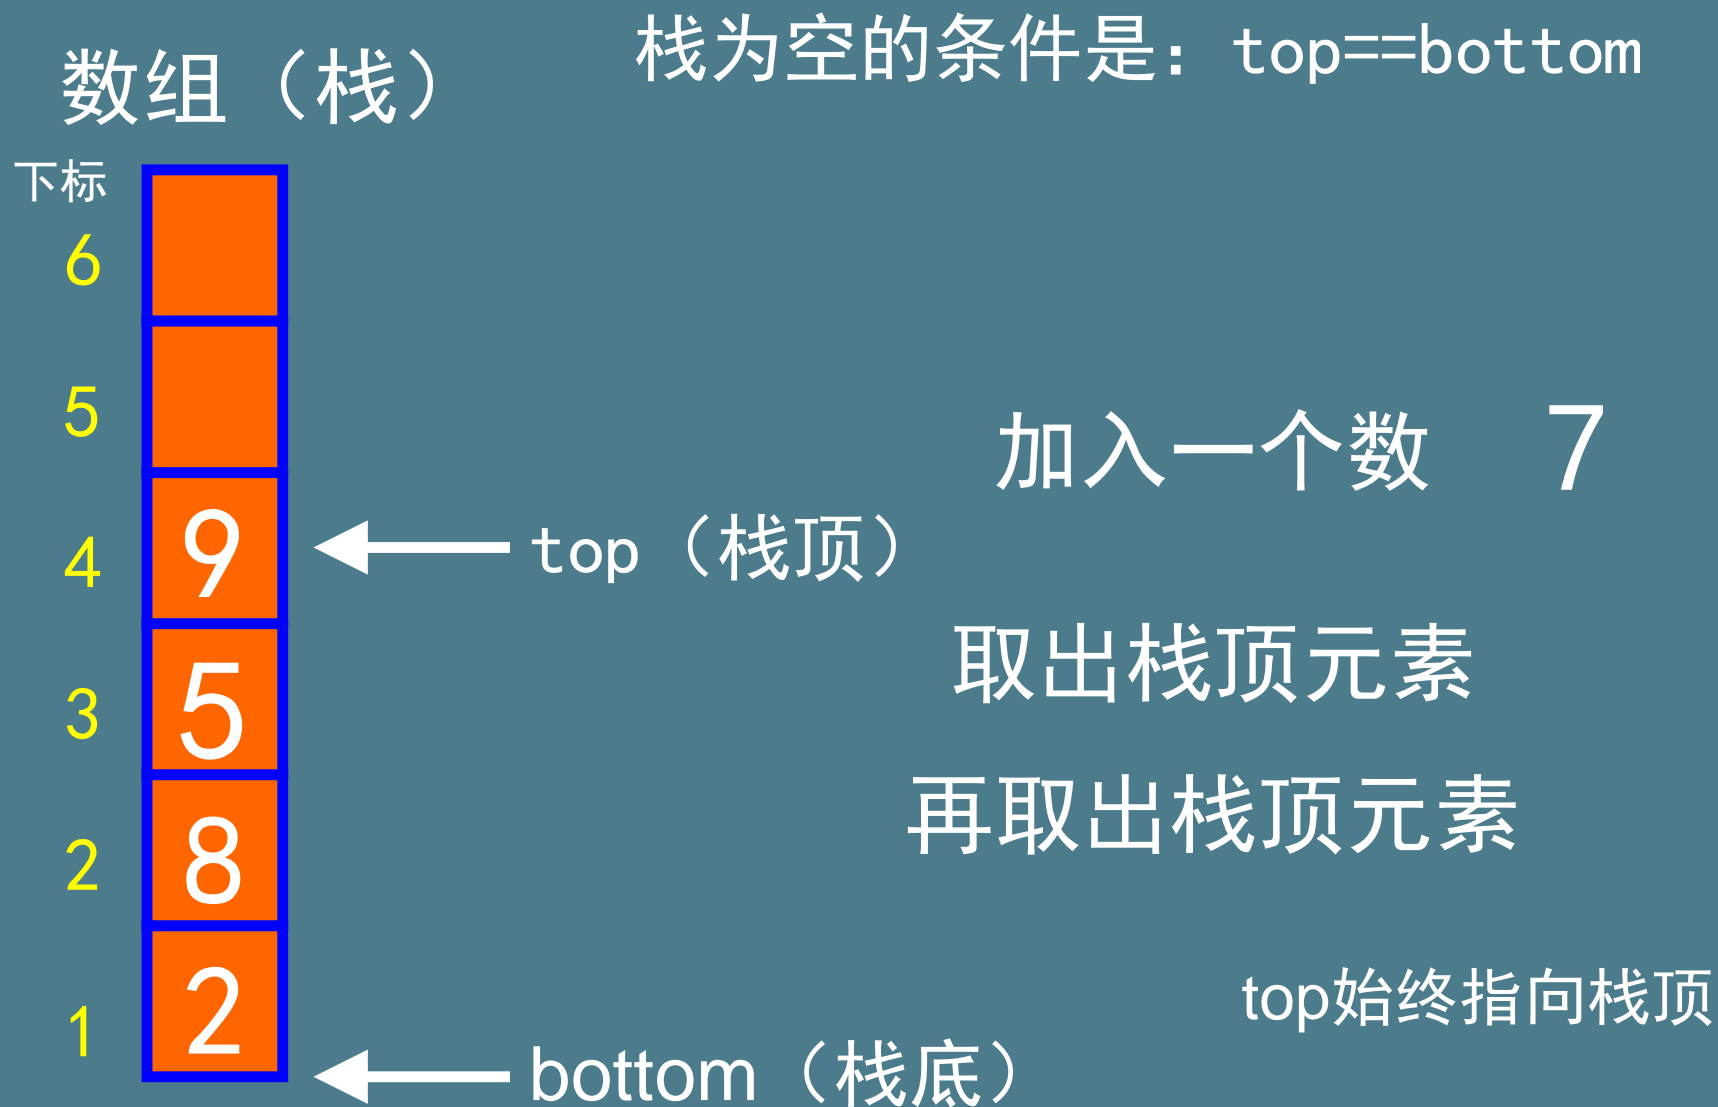 栈为空的条件是：top==bottom
数组（栈）
下标
6
5
加入一个数 7
4 9 top（栈顶）
取出栈顶元素
3 5
再取出栈顶元素
2 8
1 2
top始终指向栈顶
bottom（栈底）